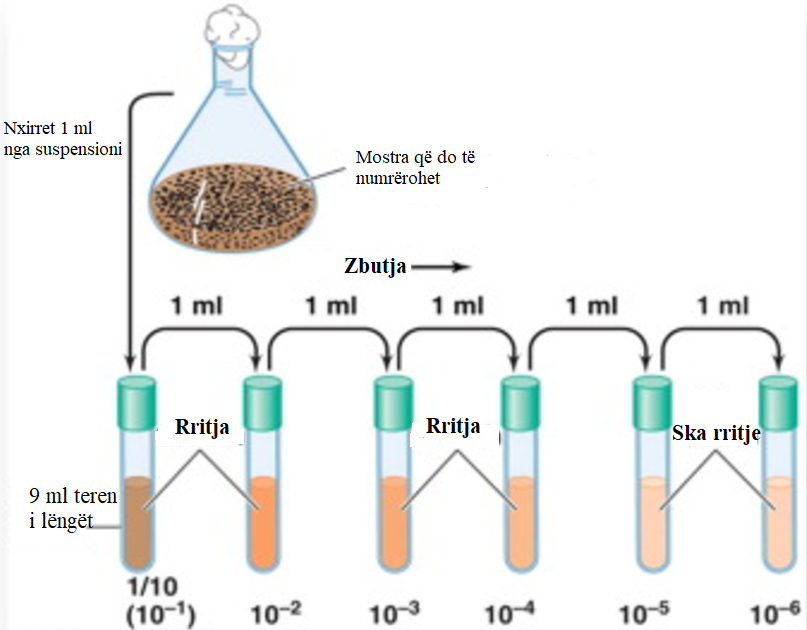 Nxirret 1 ml
nga suspensioni
Mostra që do të
numrërohet
Zbutja
1 ml
1 ml
1 ml
1 ml
1 ml
Rritja
Rritja
Ska rritje
9 ml teren
i lëngët
1/10
(10⁻¹)
10⁻²
10⁻³
10⁻⁴
10⁻⁵
10⁻⁶